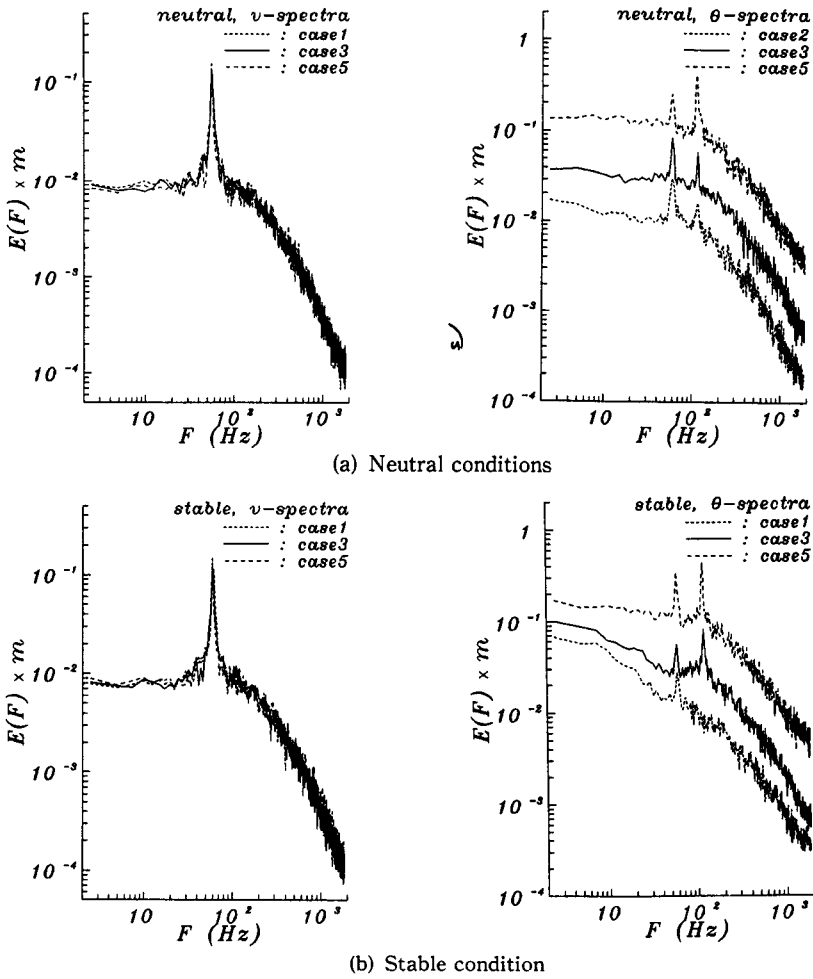 neutral, v-spectra
: case1
: case3
: case5
10⁻¹
10⁻²
10⁻³
10⁻⁴
E(F) × m
10
10²
10³
F (Hz)
neutral, θ-spectra
: case2
: case3
: case5
1
10⁻¹
10⁻²
10⁻³
10⁻⁴
E(F) × m
10
10²
10³
F (Hz)
(a) Neutral conditions
stable, v-spectra
: case1
: case3
: case5
10⁻¹
10⁻²
10⁻³
10⁻⁴
E(F) × m
10
10²
10³
F (Hz)
stable, θ-spectra
: case1
: case3
: case5
1
10⁻¹
10⁻²
10⁻³
10⁻⁴
E(F) × m
10
10²
10³
F (Hz)
(b) Stable condition